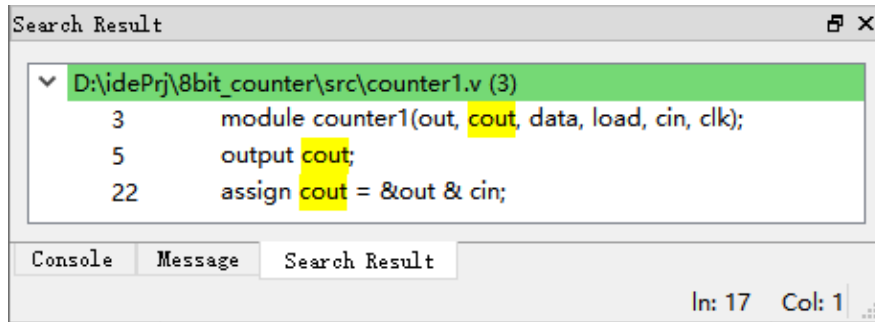 Search Result
D:\idePrj\8bit_counter\src\counter1.v (3)
3 module counter1(out, cout, data, load, cin, clk);
5 output cout;
22 assign cout = &out & cin;
Console Message Search Result
ln: 17 Col: 1